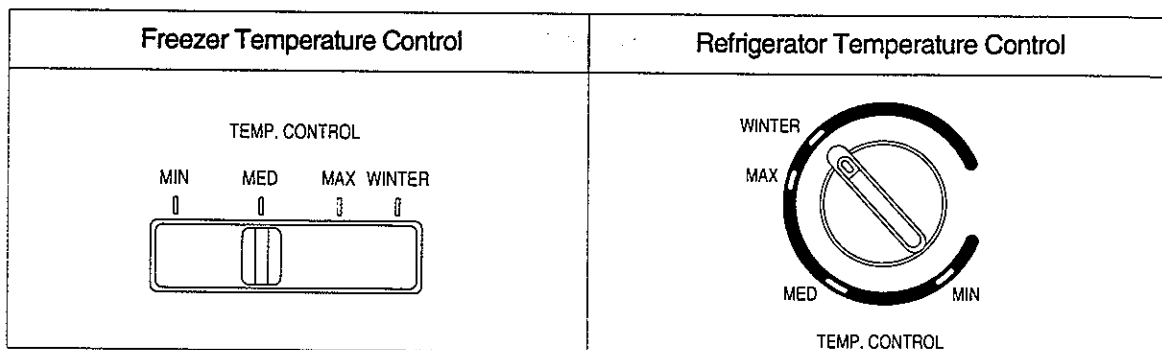 Freezer Temperature Control
Refrigerator Temperature Control
TEMP. CONTROL
MIN MED MAX WINTER
WINTER
MAX
MED
MIN
TEMP. CONTROL